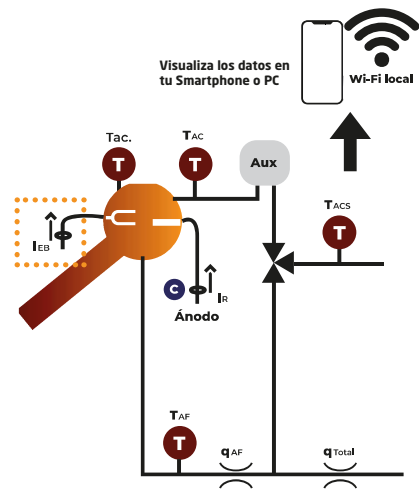 Visualiza los datos en
tu Smartphone o PC
Wi-Fi local
Tac.
TAC
T
T
Aux
TACS
T
IEB
C
IR
Ánodo
TAF
T
qAF
qTotal